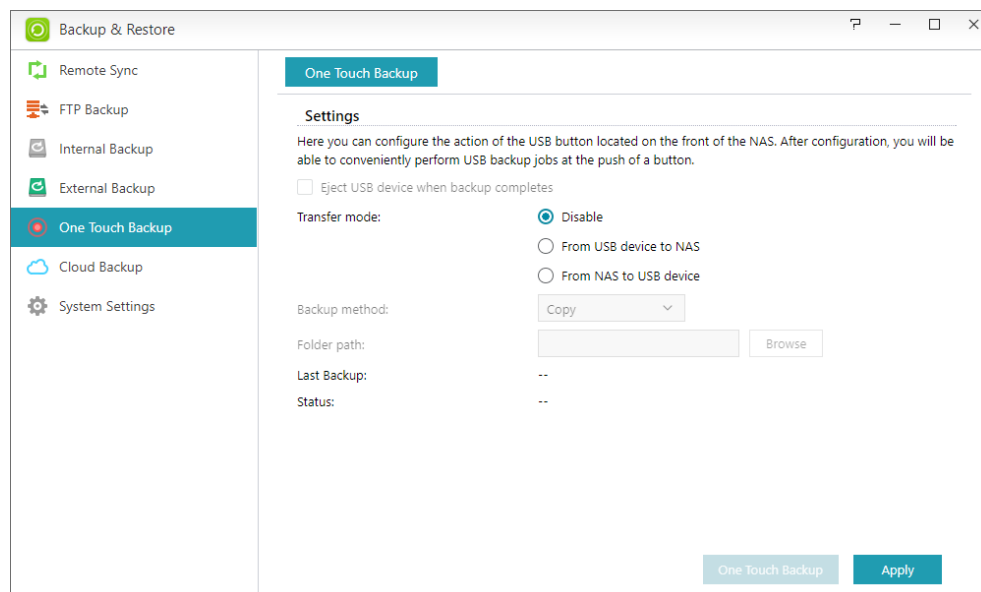 Backup & Restore
Remote Sync
FTP Backup
Internal Backup
External Backup
One Touch Backup
Cloud Backup
System Settings
One Touch Backup
Settings
Here you can configure the action of the USB button located on the front of the NAS. After configuration, you will be
able to conveniently perform USB backup jobs at the push of a button.
Eject USB device when backup completes
Transfer mode:
Disable
From USB device to NAS
From NAS to USB device
Backup method:
Copy
Folder path:
Browse
Last Backup:
--
Status:
--
One Touch Backup
Apply